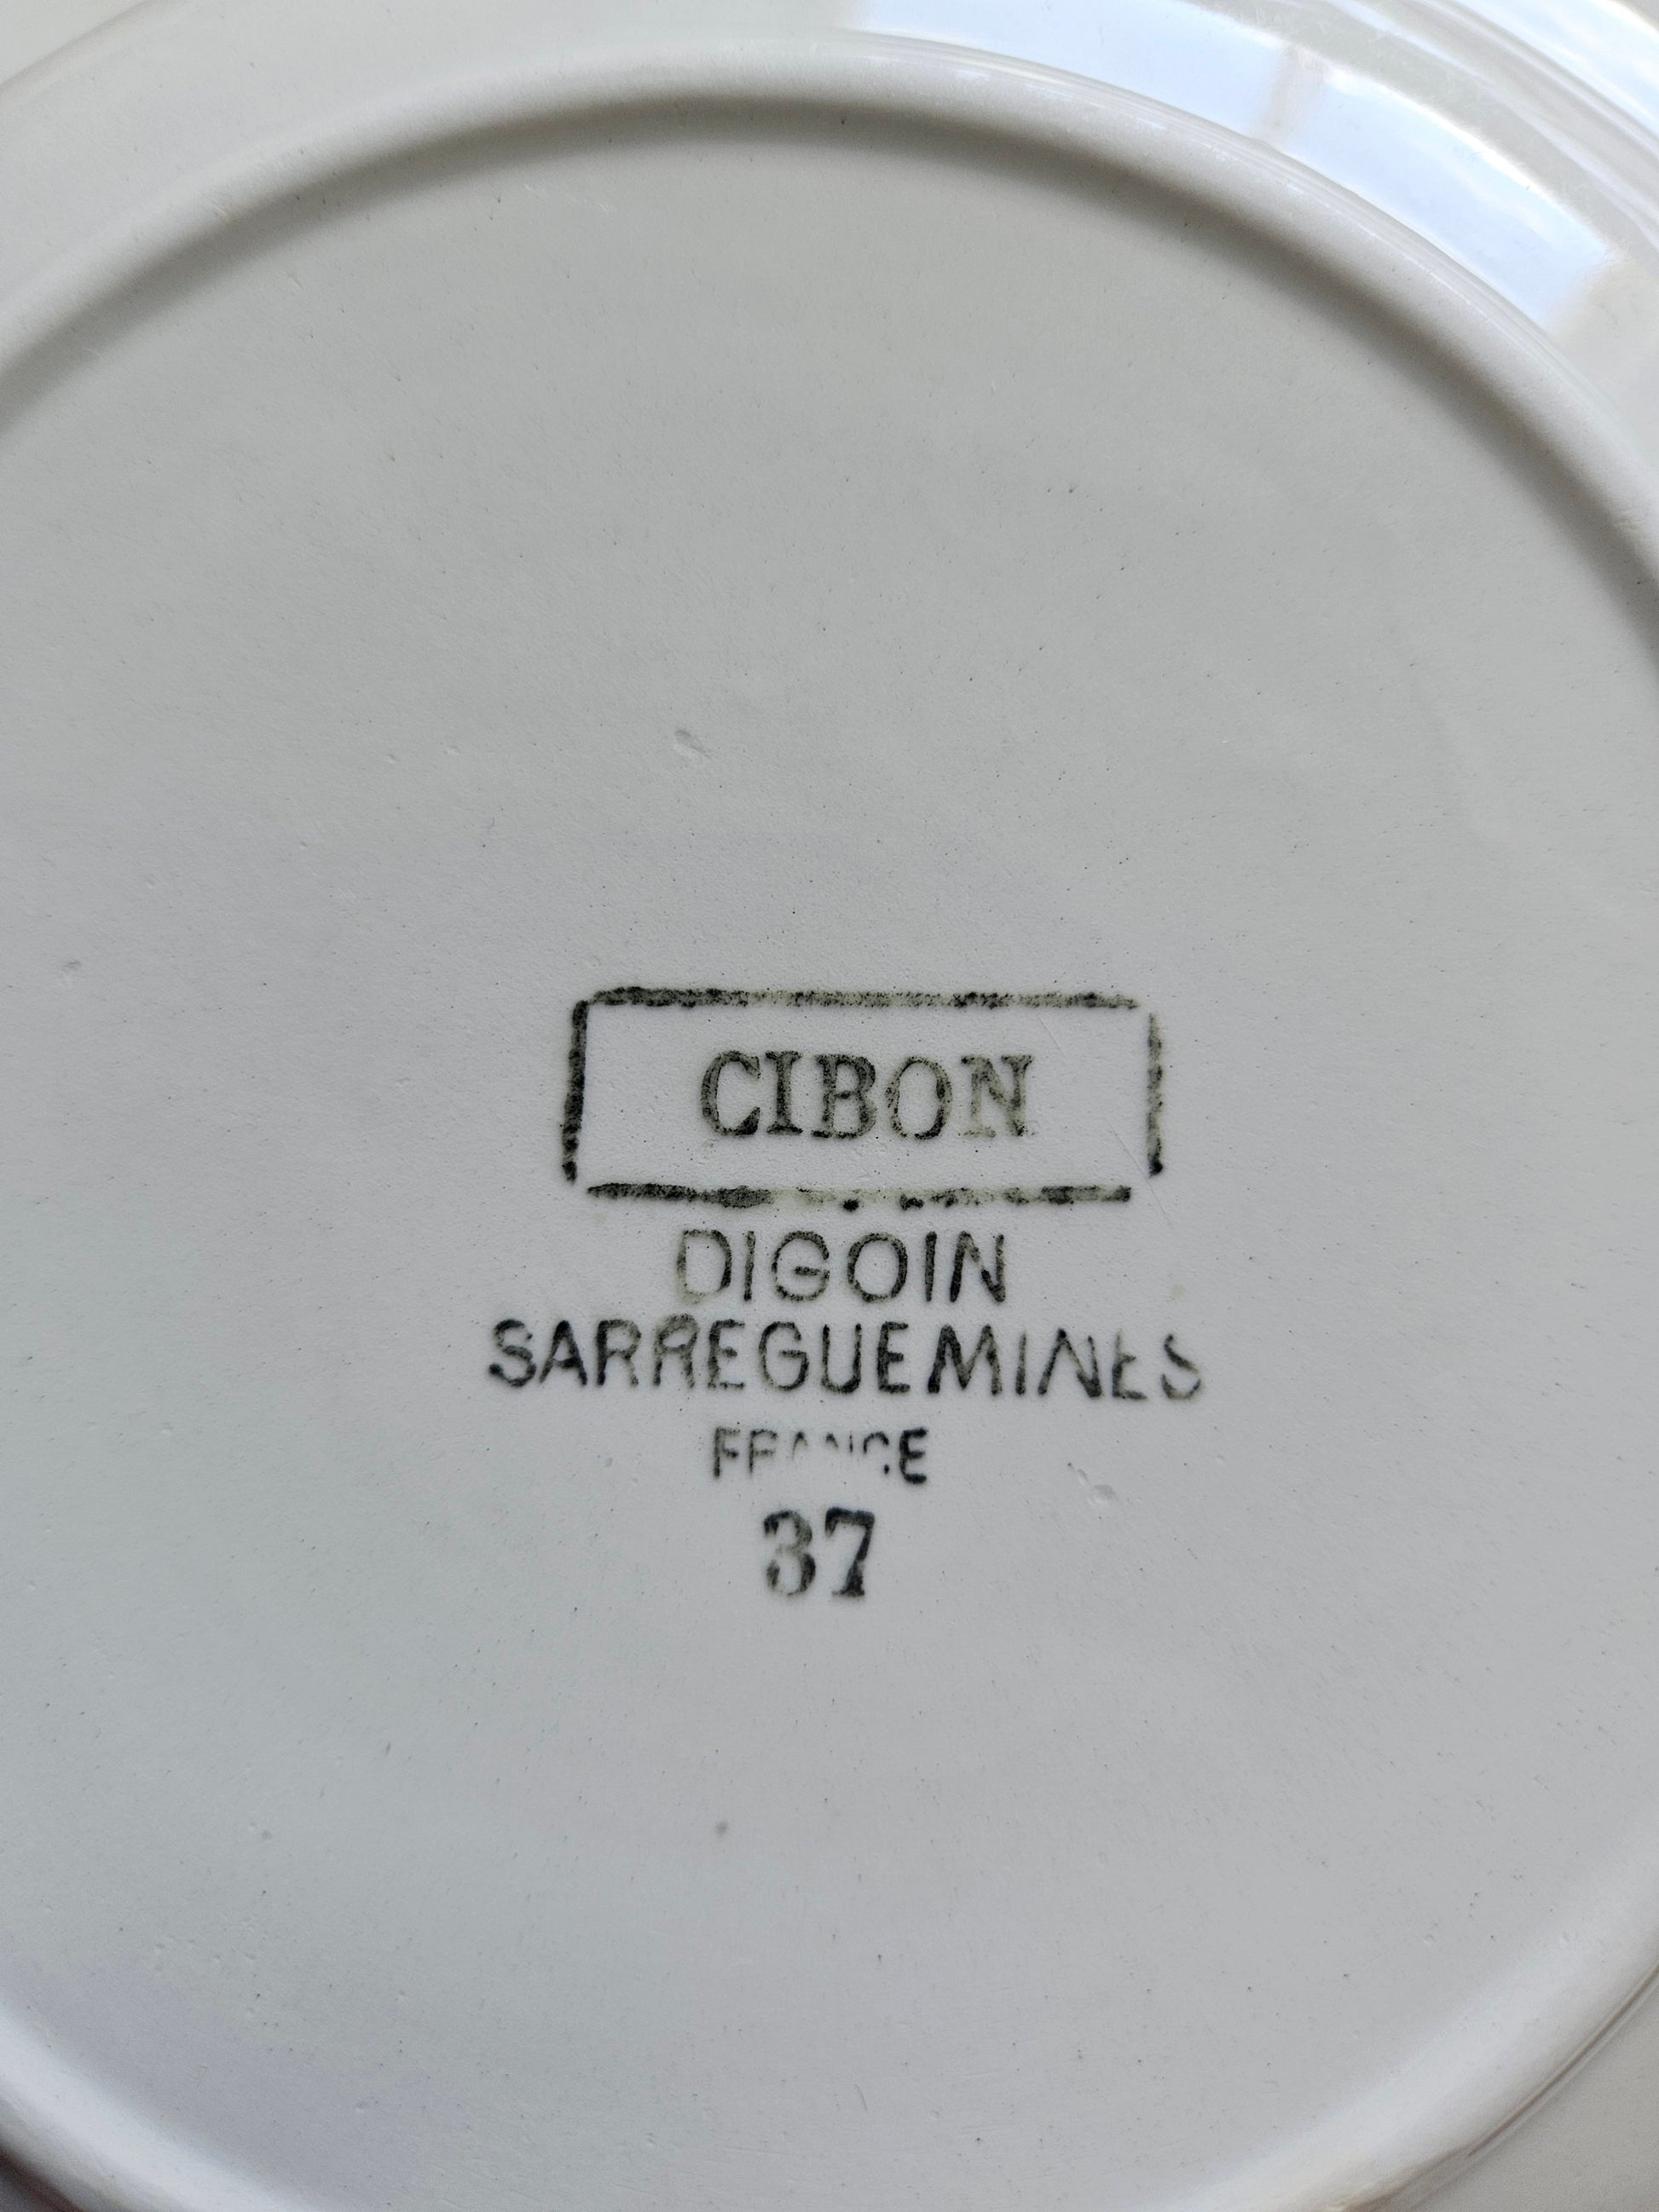 CIBON
DIGOIN
SARREGUEMINES
FRANCE
37